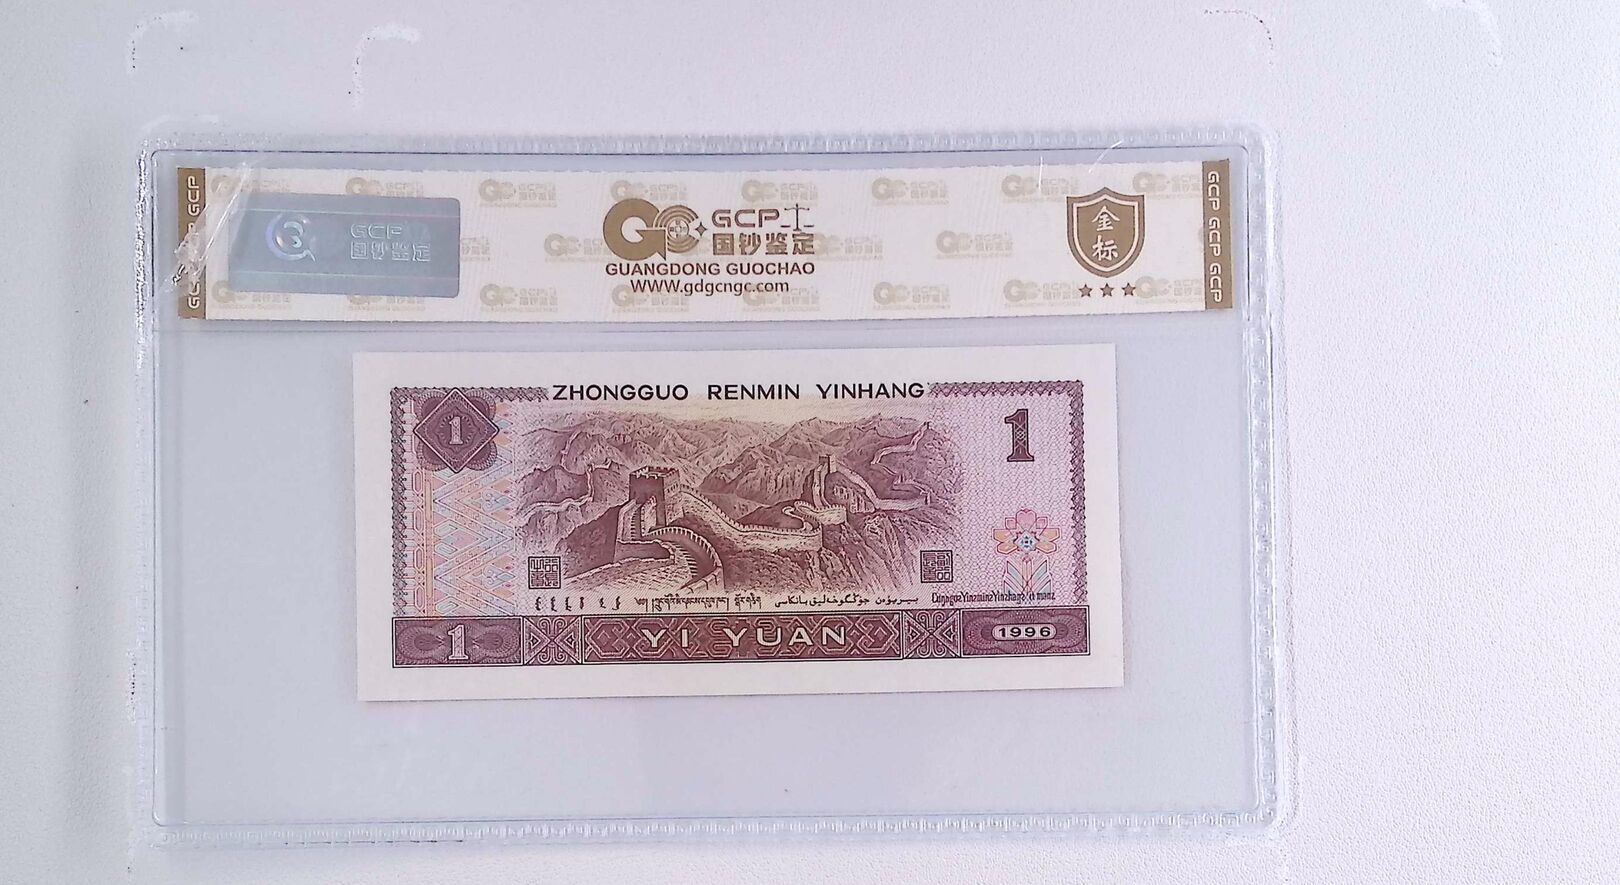 GCP GCP GCP
GCP
国钞鉴定
GCP
国钞鉴定
GUANGDONG GUOCHAO
WWW.gdgcngc.com
金标
GCP GCP GCP
ZHONGGUO RENMIN YINHANG
1
1
1
YI YUAN
1996